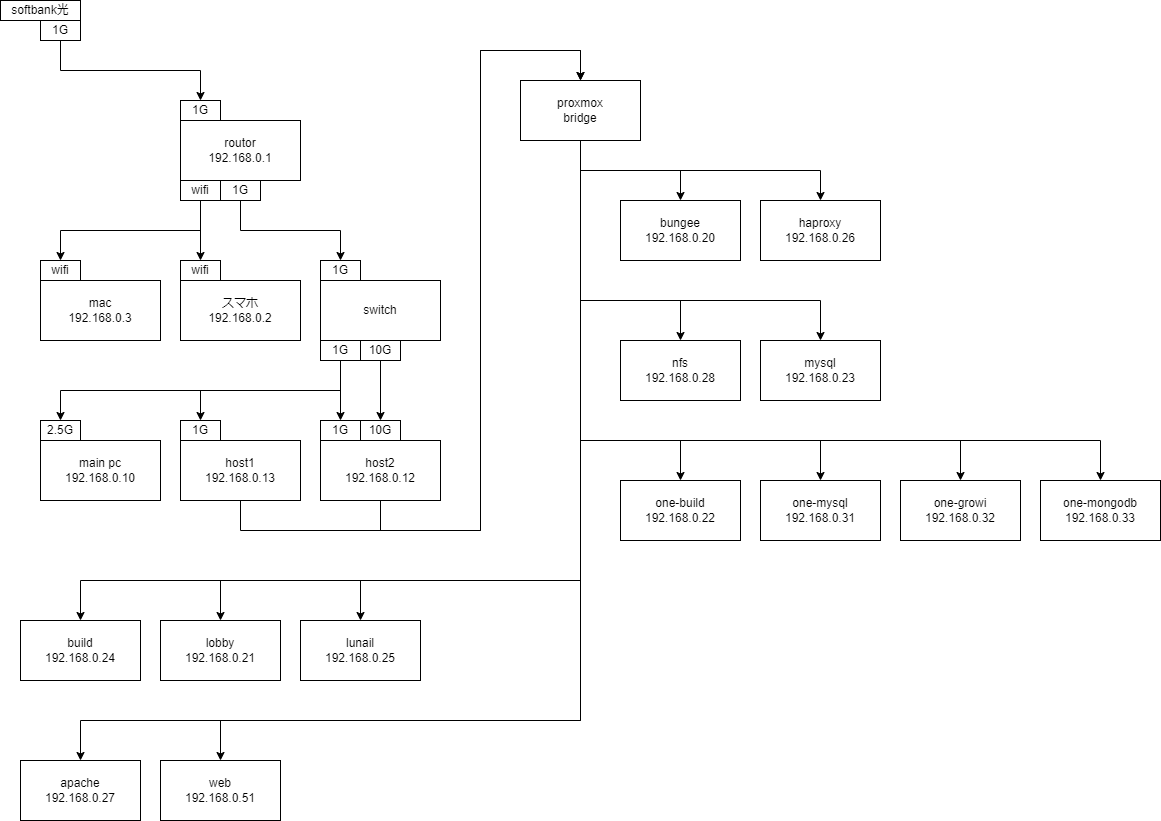 softbank光
1G
1G
routor
192.168.0.1
wifi
1G
wifi
mac
192.168.0.3
wifi
スマホ
192.168.0.2
1G
switch
1G
10G
2.5G
main pc
192.168.0.10
1G
host1
192.168.0.13
1G
10G
host2
192.168.0.12
proxmox
bridge
bungee
192.168.0.20
haproxy
192.168.0.26
nfs
192.168.0.28
mysql
192.168.0.23
one-build
192.168.0.22
one-mysql
192.168.0.31
one-growi
192.168.0.32
one-mongodb
192.168.0.33
build
192.168.0.24
lobby
192.168.0.21
lunail
192.168.0.25
apache
192.168.0.27
web
192.168.0.51